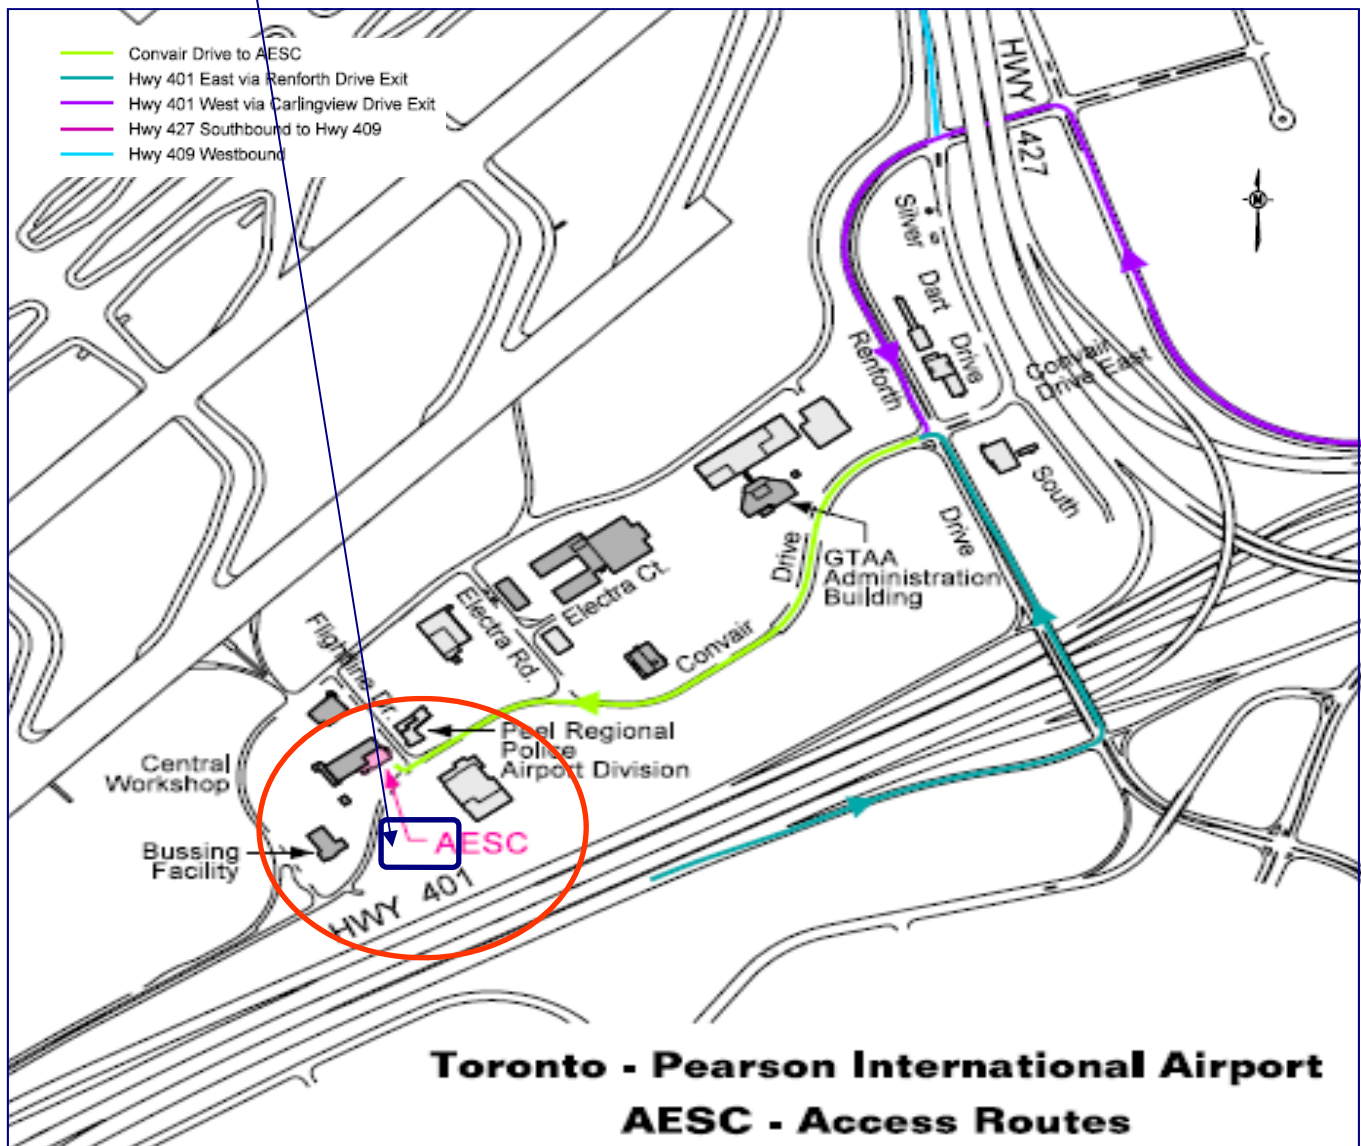 Convair Drive to AESC
Hwy 401 East via Renforth Drive Exit
Hwy 401 West via Carlingview Drive Exit
Hwy 427 Southbound to Hwy 409
Hwy 409 Westbound
HWY 427
N
Silver Dart Drive
Renforth
Convair
Drive East
South
Drive
Drive
GTAA
Administration
Building
Electra Ct.
Electra Rd.
Convair
Flightline Dr.
Peel Regional
Police
Airport Division
Central
Workshop
AESC
Bussing
Facility
HWY 401
Toronto - Pearson International Airport
AESC - Access Routes